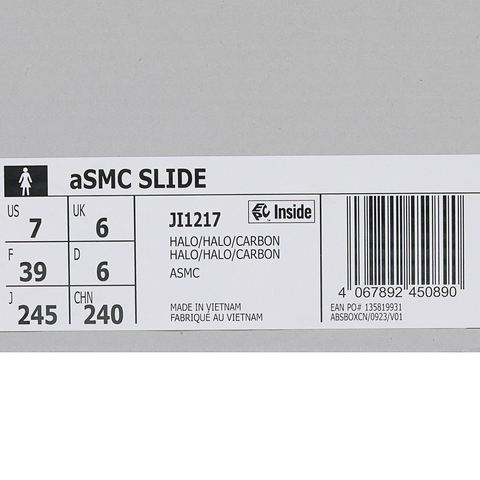 aSMC SLIDE
US 7 UK 6
F 39 D 6
J 245 CHN 240
JI1217
Inside
HALO/HALO/CARBON
HALO/HALO/CARBON
ASMC
MADE IN VIETNAM
FABRIQUÉ AU VIETNAM
4 067892 450890
EAN PO# 135819931
ABSBOXCN/0923/V01